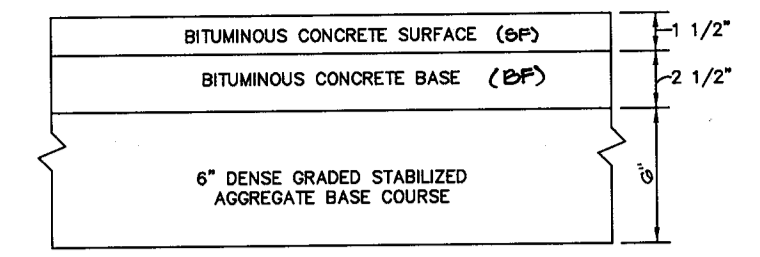 BITUMINOUS CONCRETE SURFACE (SF)
1 1/2"
BITUMINOUS CONCRETE BASE (BF)
2 1/2"
6" DENSE GRADED STABILIZED
AGGREGATE BASE COURSE
6"